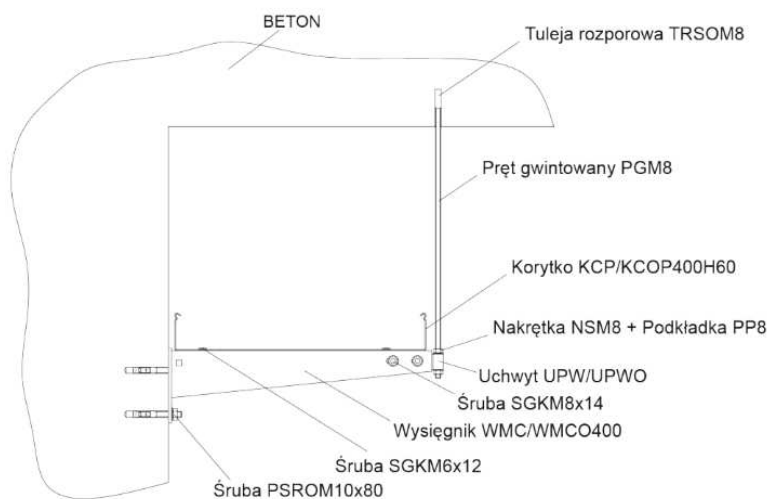 BETON
Tuleja rozporowa TRSOM8
Pręt gwintowany PGM8
Korytko KCP/KCOP400H60
Nakrętka NSM8 + Podkładka PP8
Uchwyt UPW/UPWO
Śruba SGKM8x14
Wysięgnik WMC/WMCO400
Śruba SGKM6x12
Śruba PSROM10x80